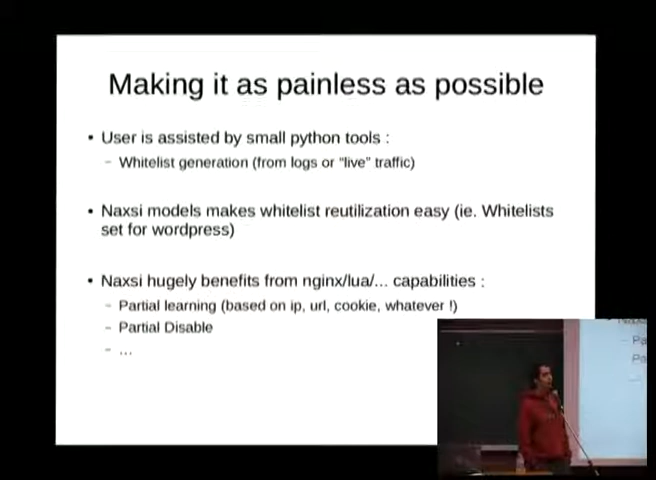 Making it as painless as possible
• User is assisted by small python tools :
– Whitelist generation (from logs or "live" traffic)
• Naxsi models makes whitelist reutilization easy (ie. Whitelists
set for wordpress)
• Naxsi hugely benefits from nginx/lua/... capabilities :
– Partial learning (based on ip, url, cookie, whatever !)
– Partial Disable
– ...